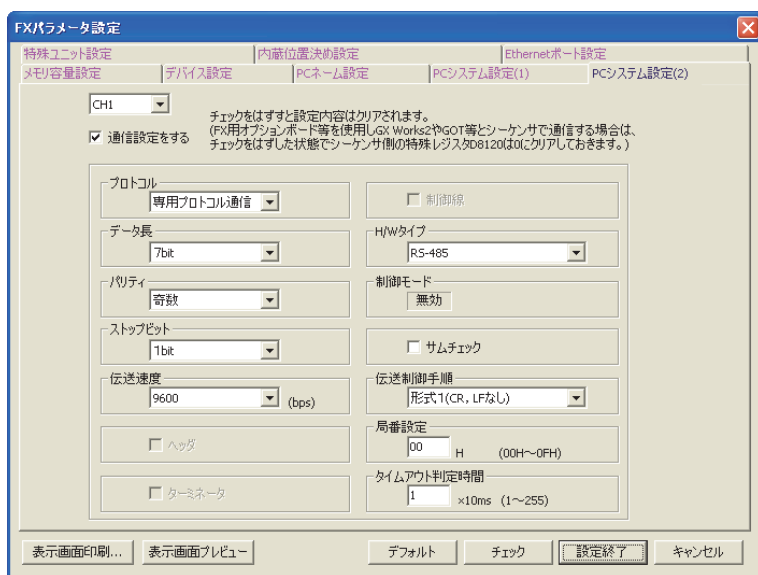 FXパラメータ設定
特殊ユニット設定 内蔵位置決め設定 Ethernetポート設定
メモリ容量設定 デバイス設定 PCネーム設定 PCシステム設定(1) PCシステム設定(2)
CH1
通信設定をする
チェックをはずすと設定内容はクリアされます。
(FX用オプションボード等を使用しGX Works2やGOT等とシーケンサで通信する場合は、
チェックをはずした状態でシーケンサ側の特殊レジスタD8120は0にクリアしておきます。)
プロトコル
専用プロトコル通信
制御線
データ長
7bit
H/Wタイプ
RS-485
パリティ
奇数
制御モード
無効
ストップビット
1bit
サムチェック
伝送速度
9600 (bps)
伝送制御手順
形式1(CR, LFなし)
ヘッダ
局番設定
00 H (00H～0FH)
ターミネータ
タイムアウト判定時間
1 ×10ms (1～255)
表示画面印刷... 表示画面プレビュー デフォルト チェック 設定終了 キャンセル